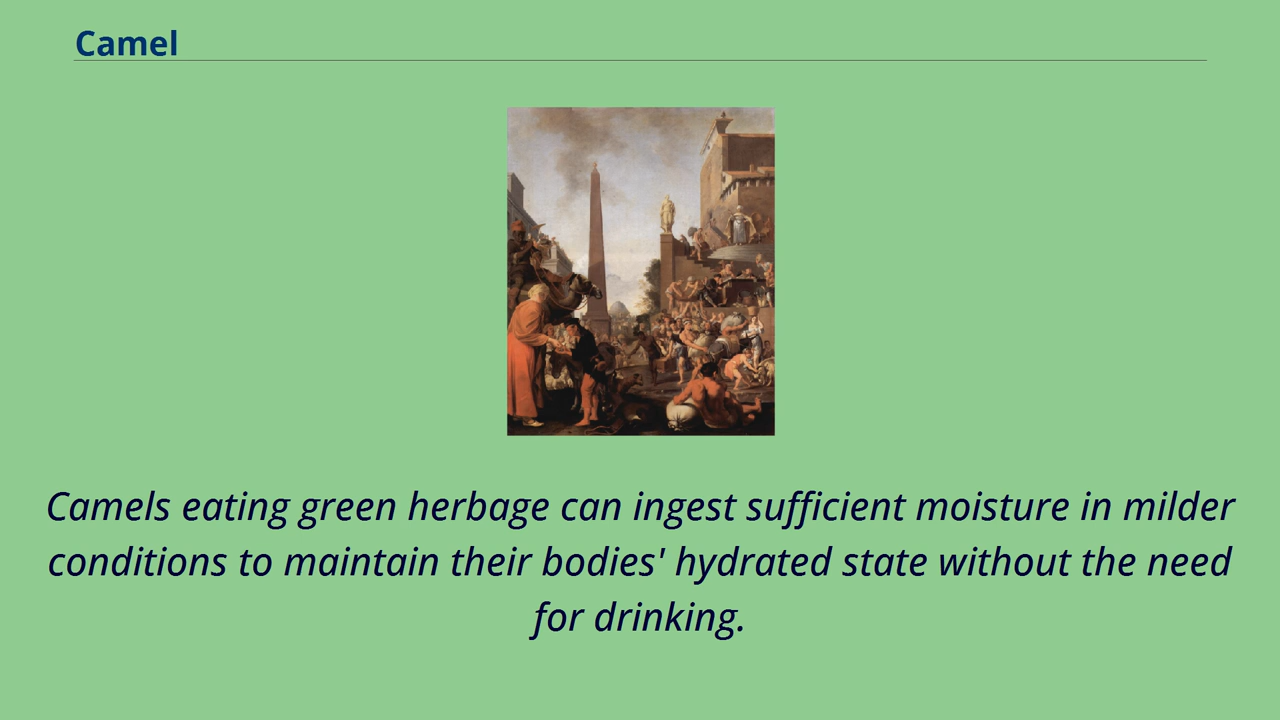 Camel
Camels eating green herbage can ingest sufficient moisture in milder
conditions to maintain their bodies' hydrated state without the need
for drinking.